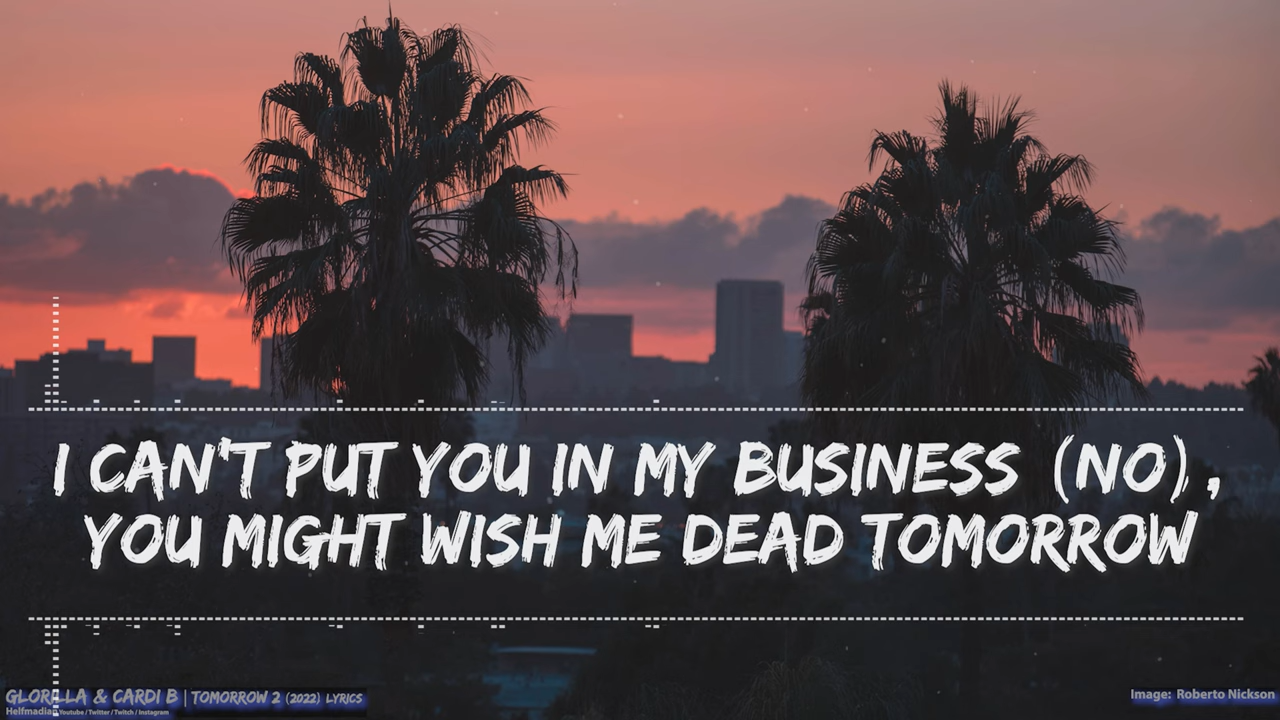 I CAN'T PUT YOU IN MY BUSINESS (NO),
YOU MIGHT WISH ME DEAD TOMORROW
GLORILLA & CARDI B | TOMORROW 2 (2022) LYRICS
Helfmadian Youtube / Twitter / Twitch / Instagram
Image: Roberto Nickson